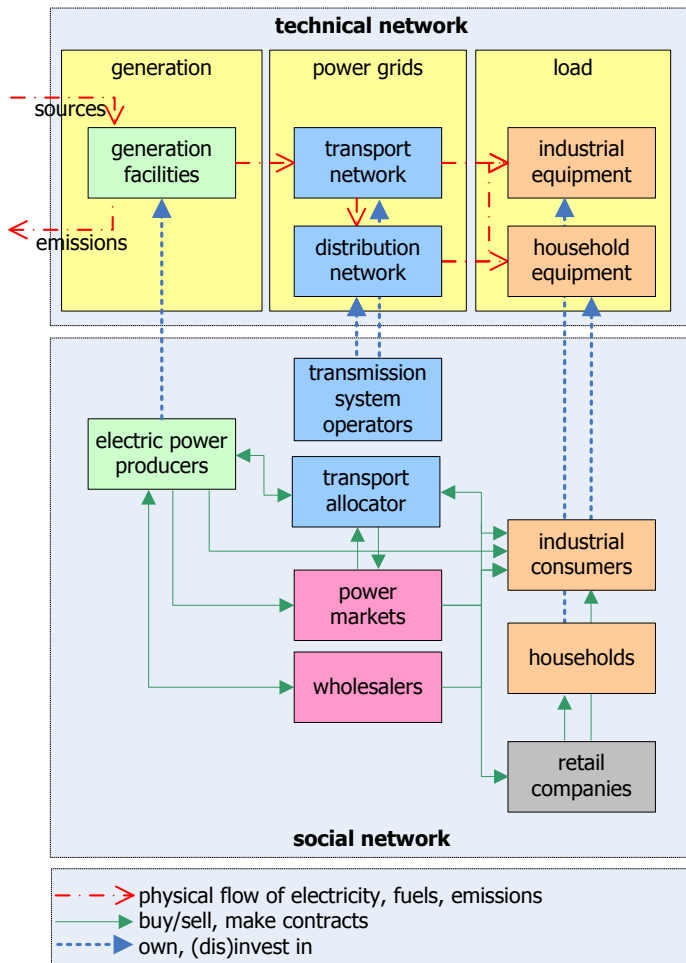 technical network
generation
power grids
load
sources
generation
facilities
transport
network
industrial
equipment
emissions
distribution
network
household
equipment
transmission
system
operators
electric power
producers
transport
allocator
industrial
consumers
power
markets
households
wholesalers
retail
companies
social network
physical flow of electricity, fuels, emissions
buy/sell, make contracts
own, (dis)invest in